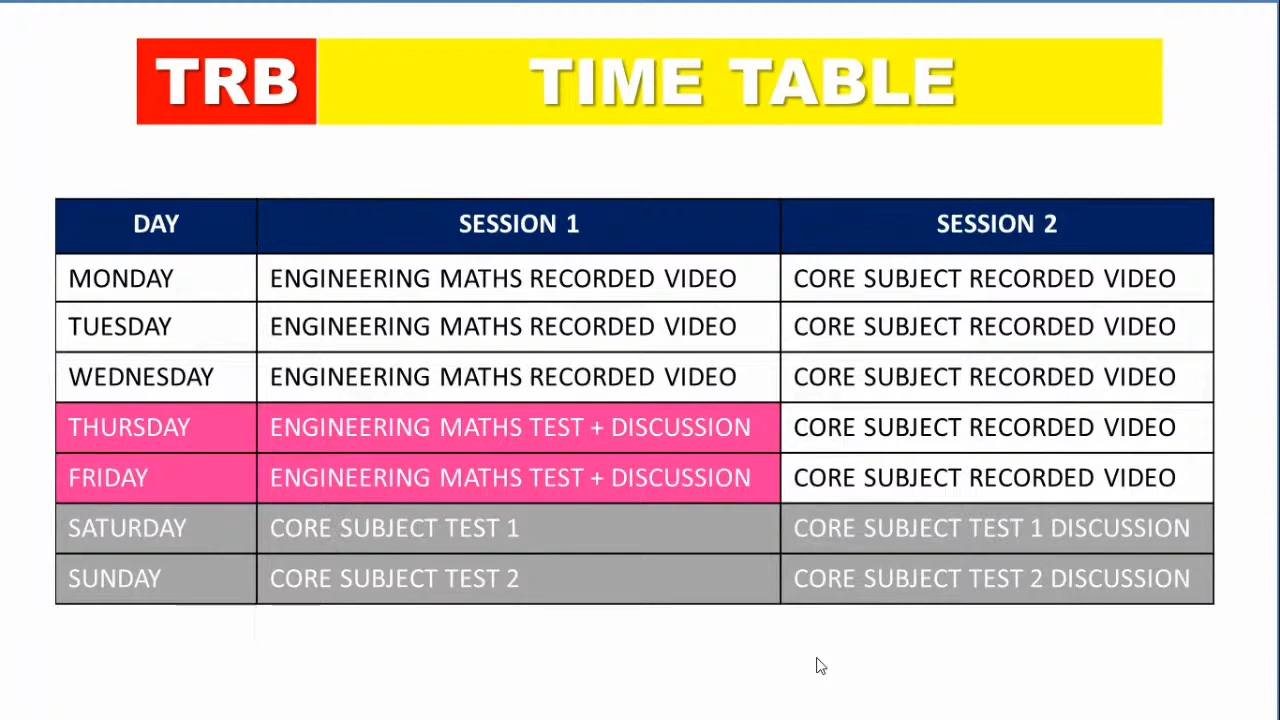 TRB TIME TABLE
DAY SESSION 1 SESSION 2
MONDAY ENGINEERING MATHS RECORDED VIDEO CORE SUBJECT RECORDED VIDEO
TUESDAY ENGINEERING MATHS RECORDED VIDEO CORE SUBJECT RECORDED VIDEO
WEDNESDAY ENGINEERING MATHS RECORDED VIDEO CORE SUBJECT RECORDED VIDEO
THURSDAY ENGINEERING MATHS TEST + DISCUSSION CORE SUBJECT RECORDED VIDEO
FRIDAY ENGINEERING MATHS TEST + DISCUSSION CORE SUBJECT RECORDED VIDEO
SATURDAY CORE SUBJECT TEST 1 CORE SUBJECT TEST 1 DISCUSSION
SUNDAY CORE SUBJECT TEST 2 CORE SUBJECT TEST 2 DISCUSSION